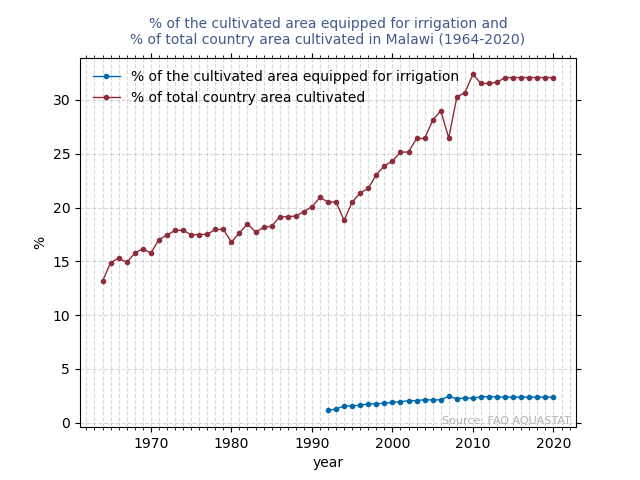 % of the cultivated area equipped for irrigation and
% of total country area cultivated in Malawi (1964-2020)
% of the cultivated area equipped for irrigation
% of total country area cultivated
%
30
25
20
15
10
5
0
Source: FAO AQUASTAT
1970 1980 1990 2000 2010 2020
year